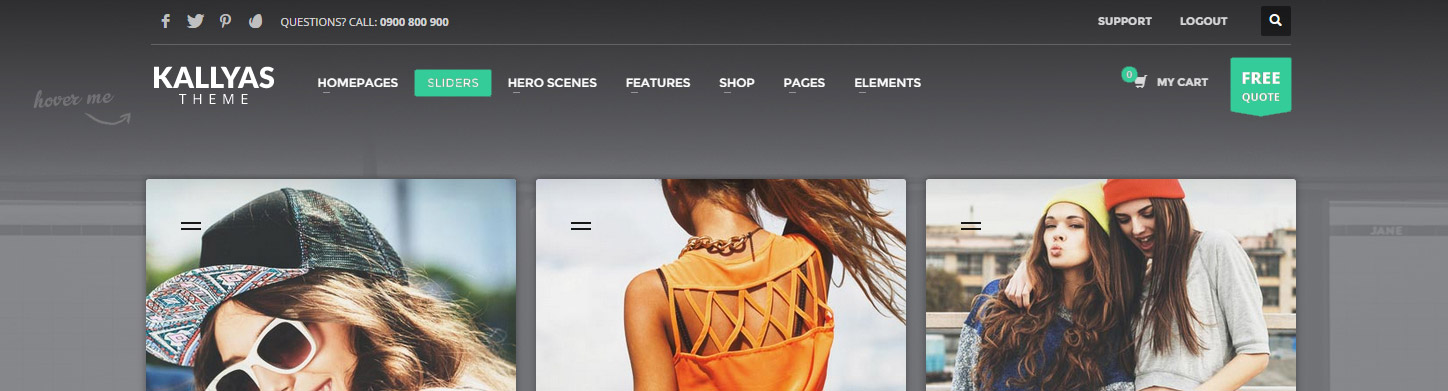 QUESTIONS? CALL: 0900 800 900
SUPPORT
LOGOUT
KALLYAS
THEME
HOMEPAGES
SLIDERS
HERO SCENES
FEATURES
SHOP
PAGES
ELEMENTS
0
MY CART
FREE
QUOTE
hover me
JANE